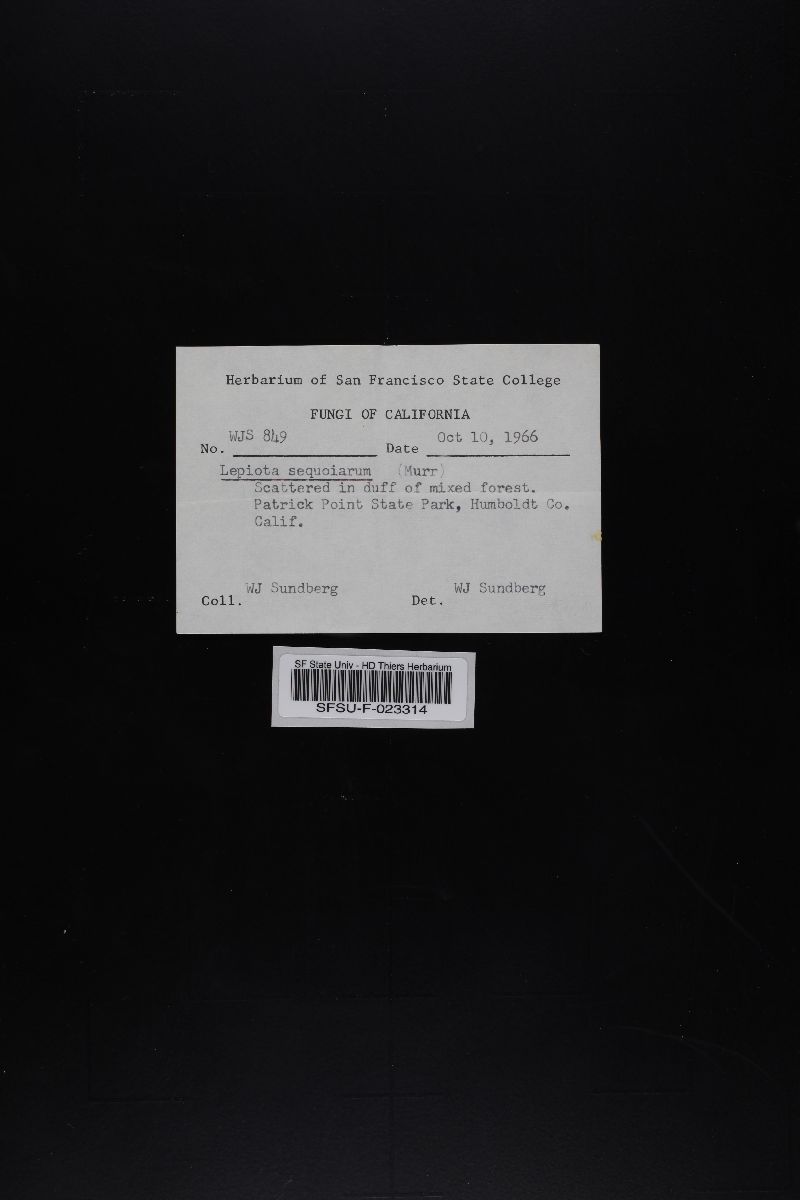 Herbarium of San Francisco State College
FUNGI OF CALIFORNIA
No. WJS 849 Date Oct 10, 1966
Lepiota sequoiarum (Murr)
Scattered in duff of mixed forest.
Patrick Point State Park, Humboldt Co.
Calif.
Coll. WJ Sundberg Det. WJ Sundberg
SF State Univ - HD Thiers Herbarium
SFSU-F-023314